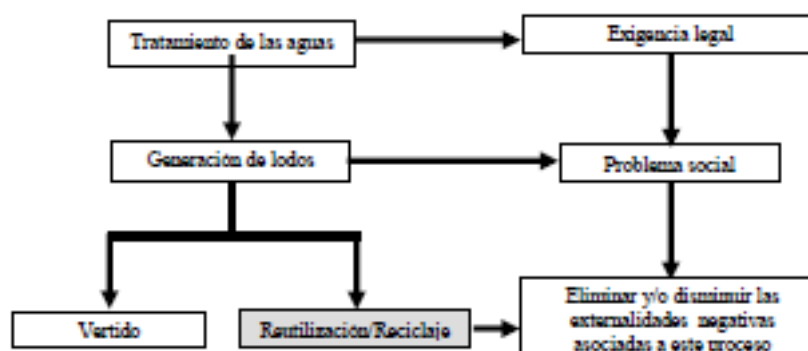 Tratamiento de las aguas
Exigencia legal
Generación de lodos
Problema social
Vertido
Reutilización/Reciclaje
Eliminar y/o disminuir las
externalidades negativas
asociadas a este proceso